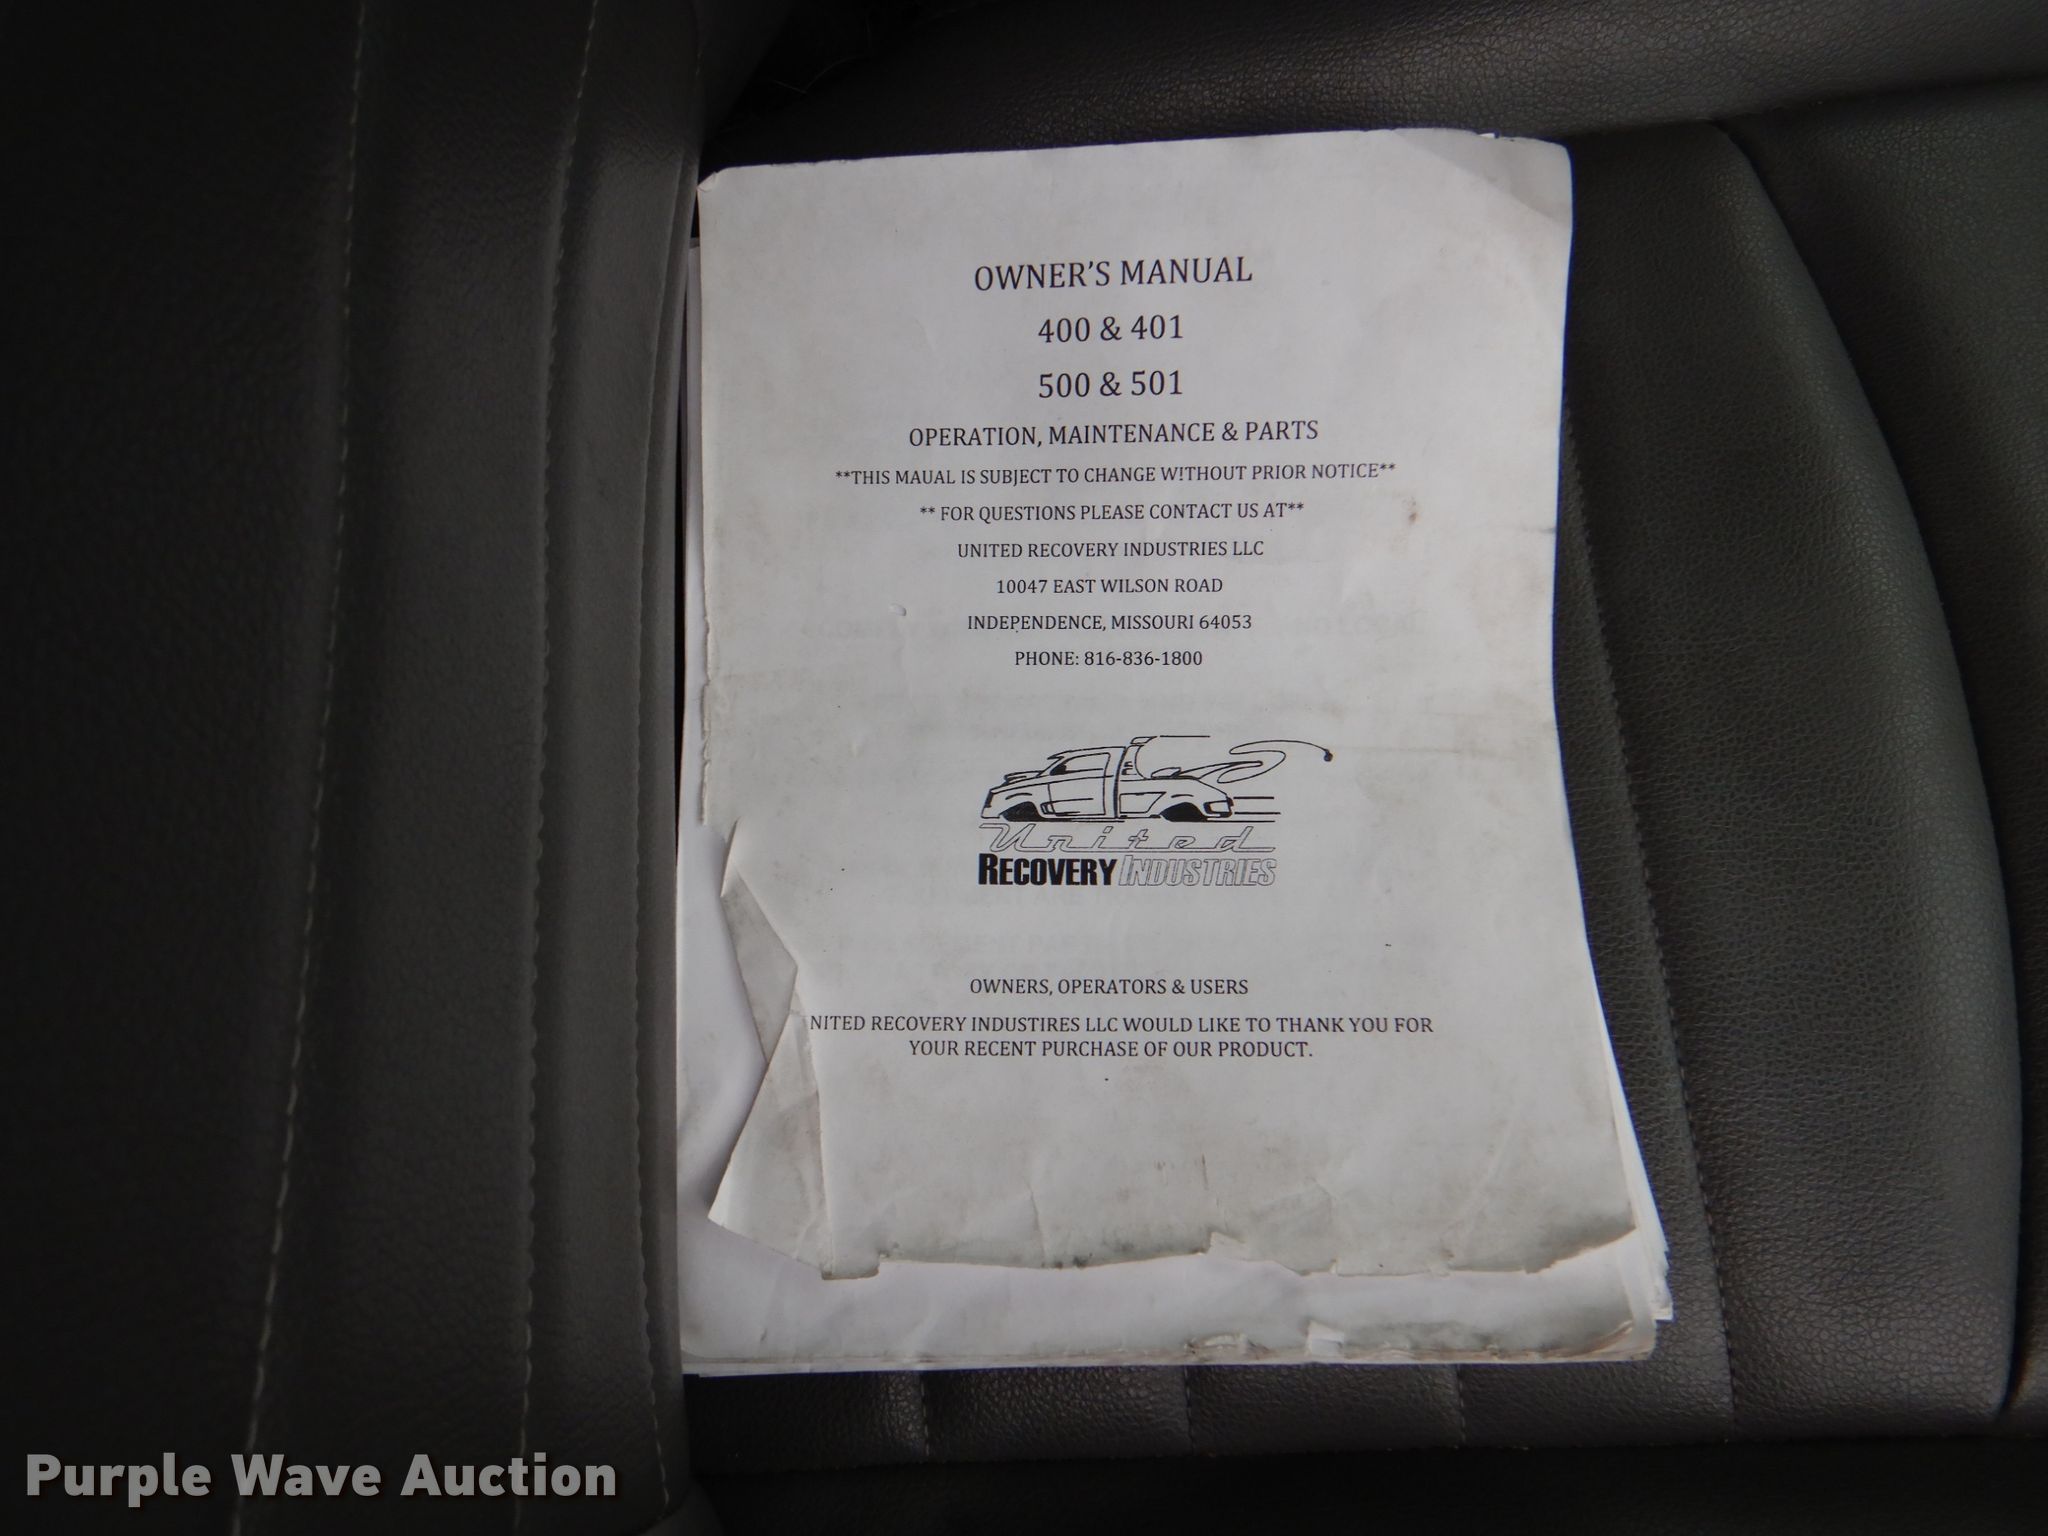 OWNER'S MANUAL
400 & 401
500 & 501
OPERATION, MAINTENANCE & PARTS
**THIS MAUAL IS SUBJECT TO CHANGE WITHOUT PRIOR NOTICE**
** FOR QUESTIONS PLEASE CONTACT US AT**
UNITED RECOVERY INDUSTRIES LLC
10047 EAST WILSON ROAD
INDEPENDENCE, MISSOURI 64053
PHONE: 816-836-1800
United
RECOVERY INDUSTRIES
OWNERS, OPERATORS & USERS
NITED RECOVERY INDUSTIRES LLC WOULD LIKE TO THANK YOU FOR
YOUR RECENT PURCHASE OF OUR PRODUCT.
Purple Wave Auction